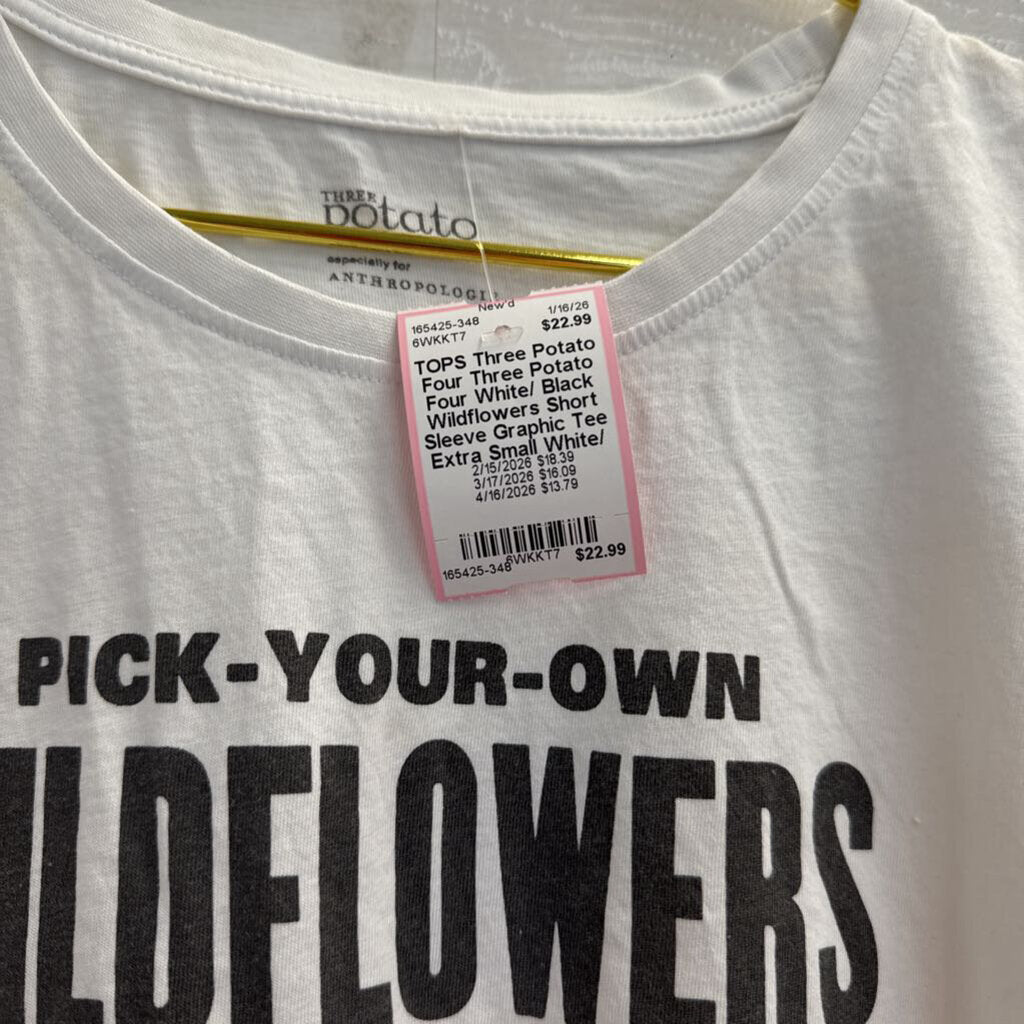 THREE
potato
especially for
ANTHROPOLOGI
New'd
165425-348 1/16/26
6WKKT7 $22.99
TOPS Three Potato
Four Three Potato
Four White/ Black
Wildflowers Short
Sleeve Graphic Tee
Extra Small White/
2/15/2026 $18.39
3/17/2026 $16.09
4/16/2026 $13.79
165425-348 6WKKT7 $22.99
PICK-YOUR-OWN
ILDFLOWERS